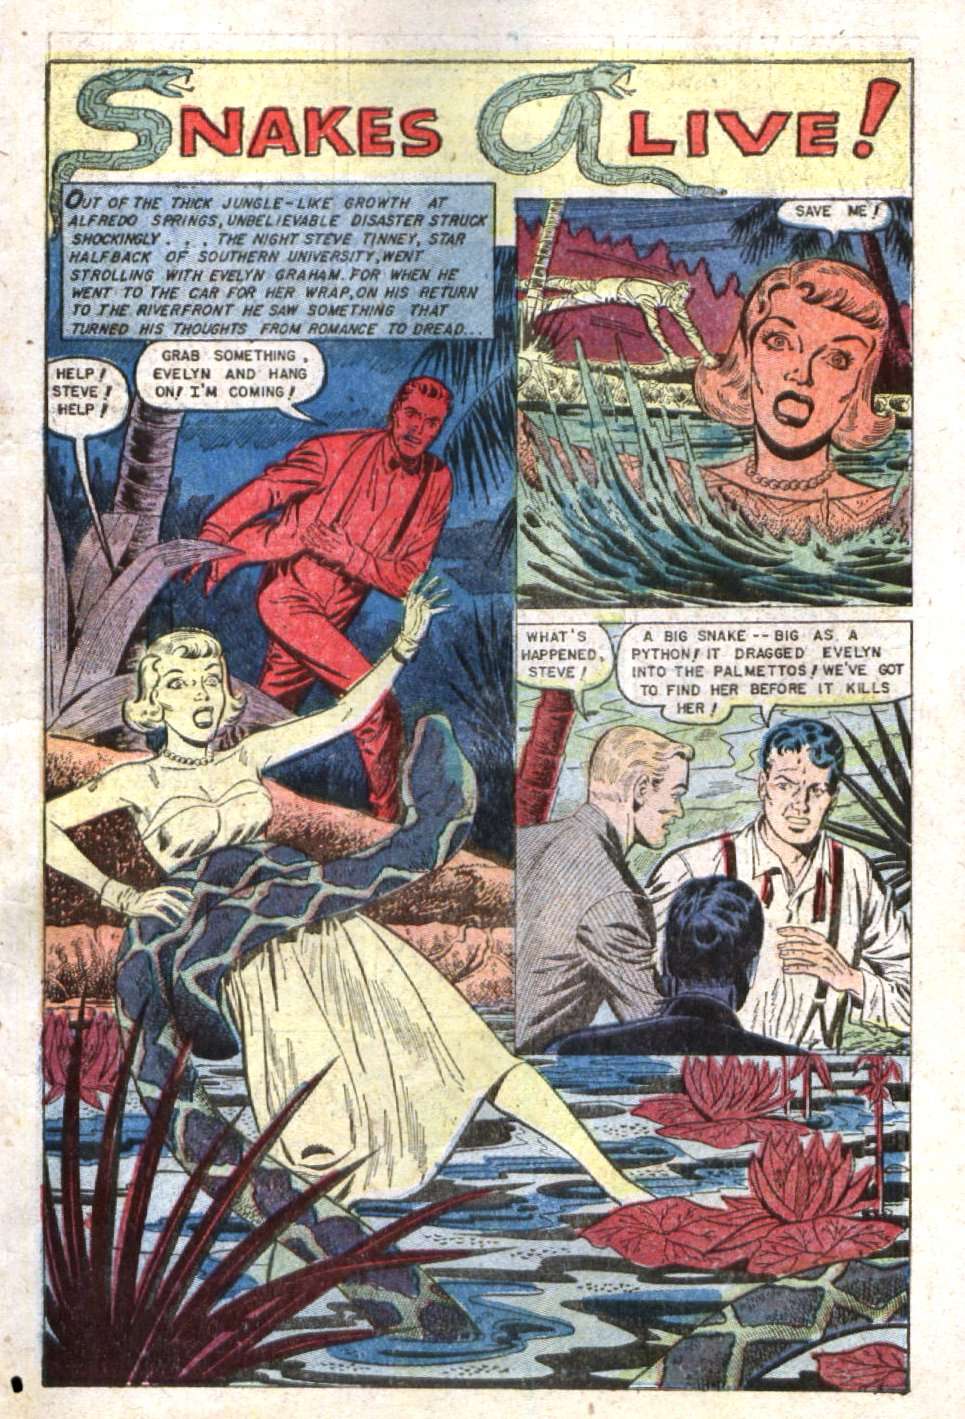 SNAKES ALIVE!
OUT OF THE THICK JUNGLE-LIKE GROWTH AT
ALFREDO SPRINGS, UNBELIEVABLE DISASTER STRUCK
SHOCKINGLY . . . THE NIGHT STEVE TINNEY, STAR
HALFBACK OF SOUTHERN UNIVERSITY, WENT
STROLLING WITH EVELYN GRAHAM. FOR WHEN HE
WENT TO THE CAR FOR HER WRAP, ON HIS RETURN
TO THE RIVERFRONT HE SAW SOMETHING THAT
TURNED HIS THOUGHTS FROM ROMANCE TO DREAD...
HELP!
STEVE!
HELP!
GRAB SOMETHING,
EVELYN AND HANG
ON! I'M COMING!
SAVE ME!
WHAT'S
HAPPENED,
STEVE!
A BIG SNAKE -- BIG AS A
PYTHON! IT DRAGGED EVELYN
INTO THE PALMETTOS! WE'VE GOT
TO FIND HER BEFORE IT KILLS
HER!